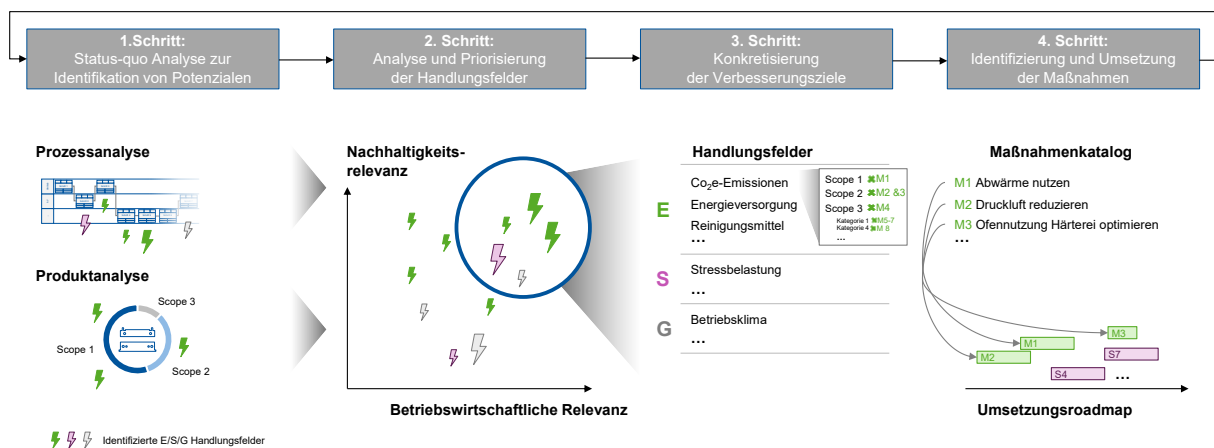 1.Schritt:
Status-quo Analyse zur
Identifikation von Potenzialen
2. Schritt:
Analyse und Priorisierung
der Handlungsfelder
3. Schritt:
Konkretisierung
der Verbesserungsziele
4. Schritt:
Identifizierung und Umsetzung
der Maßnahmen
Prozessanalyse
Produktanalyse
Scope 3
Scope 1
Scope 2
Identifizierte E/S/G Handlungsfelder
Nachhaltigkeits-
relevanz
Betriebswirtschaftliche Relevanz
Handlungsfelder
E
Co₂e-Emissionen
Energieversorgung
Reinigungsmittel
...
Scope 1 ✖M1
Scope 2 ✖M2 &3
Scope 3 ✖M4
Kategorie 1 ✖M5-7
Kategorie 4 ✖M 8
...
S
Stressbelastung
...
G
Betriebsklima
...
Maßnahmenkatalog
M1 Abwärme nutzen
M2 Druckluft reduzieren
M3 Ofennutzung Härterei optimieren
...
M3
M1
M2
S7
S4
...
Umsetzungsroadmap